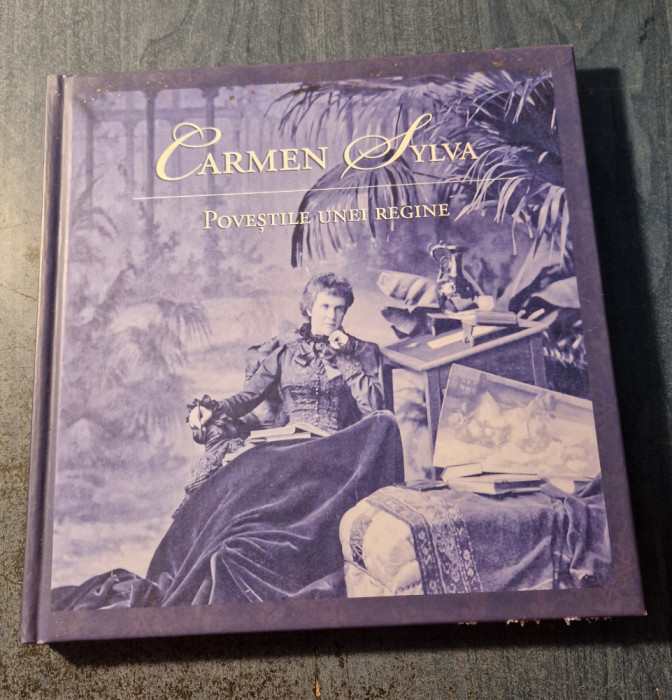 Carmen Sylva
Poveștile unei regine